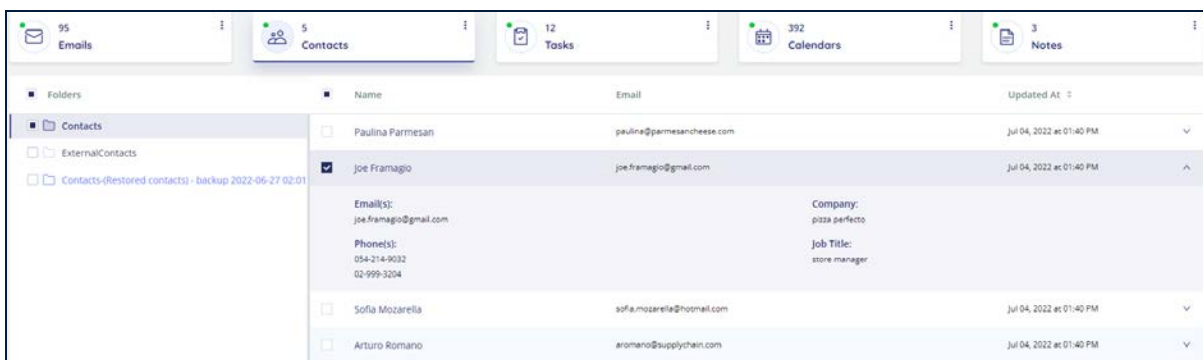 95
Emails
5
Contacts
12
Tasks
392
Calendars
3
Notes
Folders
Name Email Updated At
Contacts
ExternalContacts
Contacts-(Restored contacts) - backup 2022-06-27 02:01
Paulina Parmesan paulina@parmesancheese.com Jul 04, 2022 at 01:40 PM
Joe Framagio joe.framagio@gmail.com Jul 04, 2022 at 01:40 PM
Email(s): Company:
joe.framagio@gmail.com pizza perfecto
Phone(s): Job Title:
054-214-9032 store manager
02-999-3204
Sofia Mozarella sofia.mozarella@hotmail.com Jul 04, 2022 at 01:40 PM
Arturo Romano aromano@supplychain.com Jul 04, 2022 at 01:40 PM